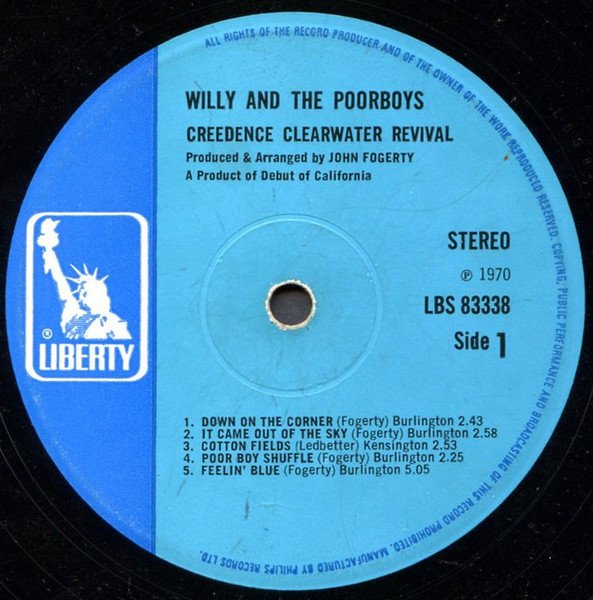 ALL RIGHTS OF THE RECORD PRODUCER AND OF THE OWNER OF THE WORK REPRODUCED RESERVED. COPYING, PUBLIC PERFORMANCE AND BROADCASTING OF THIS RECORD PROHIBITED. MANUFACTURED BY PHILIPS RECORDS LTD.
WILLY AND THE POORBOYS
CREEDENCE CLEARWATER REVIVAL
Produced & Arranged by JOHN FOGERTY
A Product of Debut of California
STEREO
℗ 1970
LBS 83338
Side 1
® LIBERTY
1. DOWN ON THE CORNER (Fogerty) Burlington 2.43
2. IT CAME OUT OF THE SKY (Fogerty) Burlington 2.58
3. COTTON FIELDS (Ledbetter) Kensington 2.53
4. POOR BOY SHUFFLE (Fogerty) Burlington 2.25
5. FEELIN' BLUE (Fogerty) Burlington 5.05